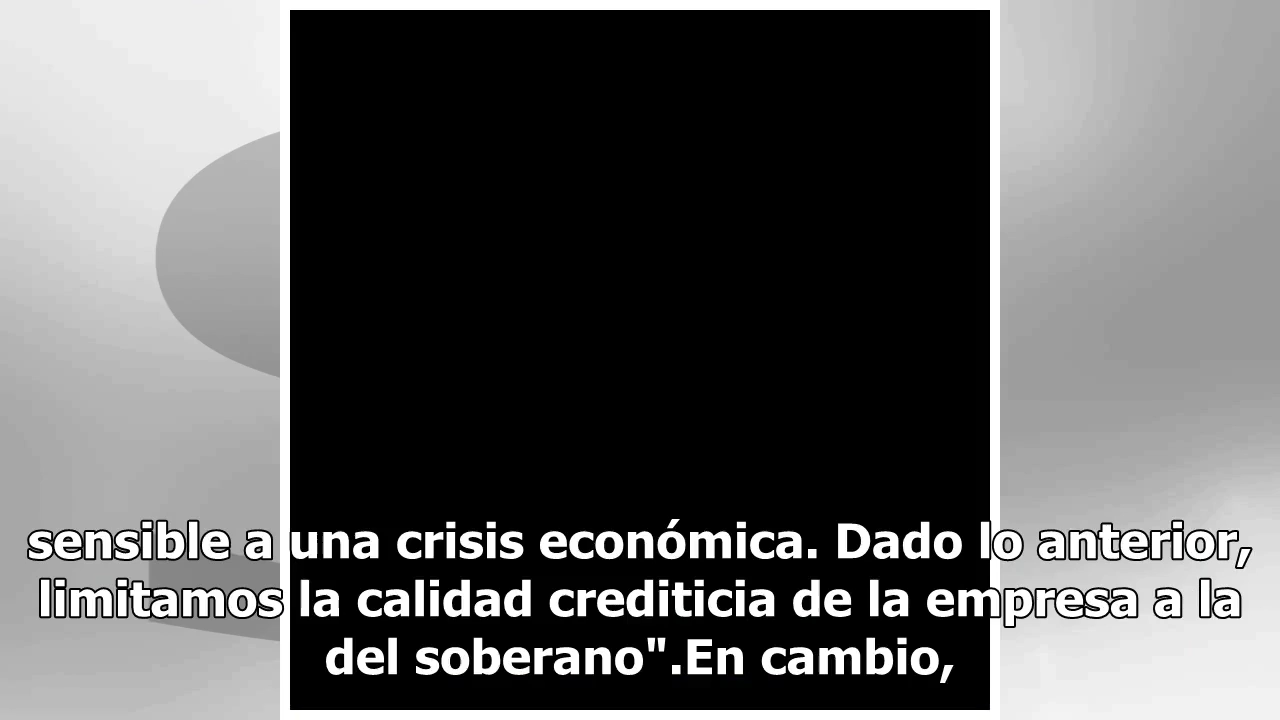 sensible a una crisis económica. Dado lo anterior,
limitamos la calidad crediticia de la empresa a la
del soberano".En cambio,